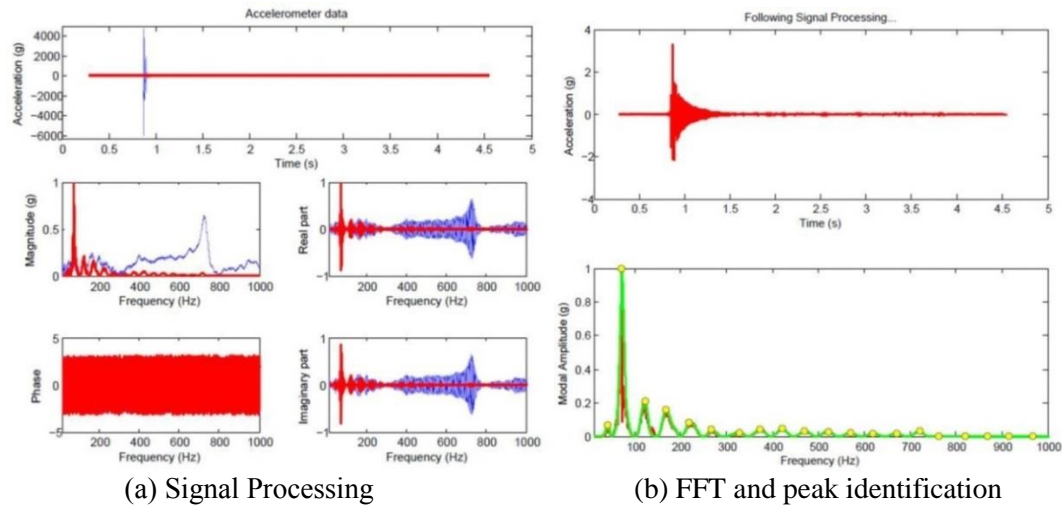 Accelerometer data
Acceleration (g)
4000
2000
0
-2000
-4000
-6000
0 0.5 1 1.5 2 2.5 3 3.5 4 4.5 5
Time (s)
Magnitude (g)
1
0.5
0
200 400 600 800 1000
Frequency (Hz)
Real part
1
0
-1
200 400 600 800 1000
Frequency (Hz)
Phase
5
0
-5
200 400 600 800 1000
Frequency (Hz)
Imaginary part
1
0
-1
200 400 600 800 1000
Frequency (Hz)
(a) Signal Processing
Following Signal Processing...
Acceleration (g)
4
2
0
-2
-4
0 0.5 1 1.5 2 2.5 3 3.5 4 4.5 5
Time (s)
Modal Amplitude (g)
1
0.8
0.6
0.4
0.2
0
0 100 200 300 400 500 600 700 800 900 1000
Frequency (Hz)
(b) FFT and peak identification